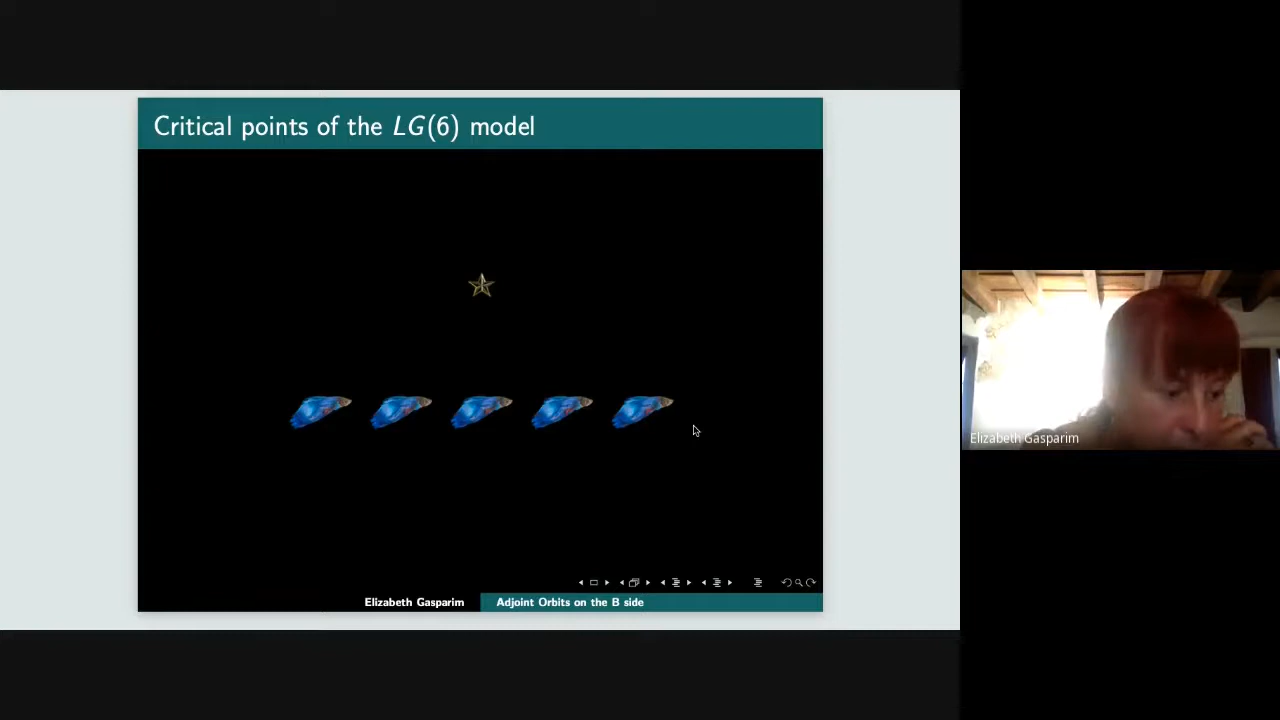 Critical points of the LG(6) model
Elizabeth Gasparim
Elizabeth Gasparim
Adjoint Orbits on the B side